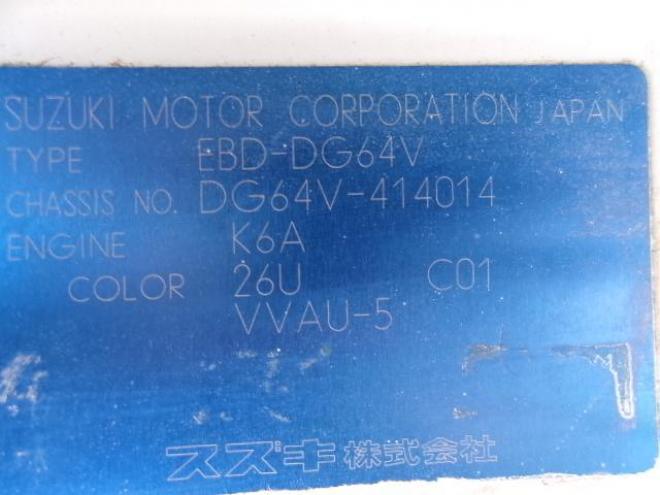 SUZUKI MOTOR CORPORATION JAPAN
TYPE EBD-DG64V
CHASSIS NO. DG64V-414014
ENGINE K6A
COLOR 26U C01
VVAU-5
スズキ株式会社